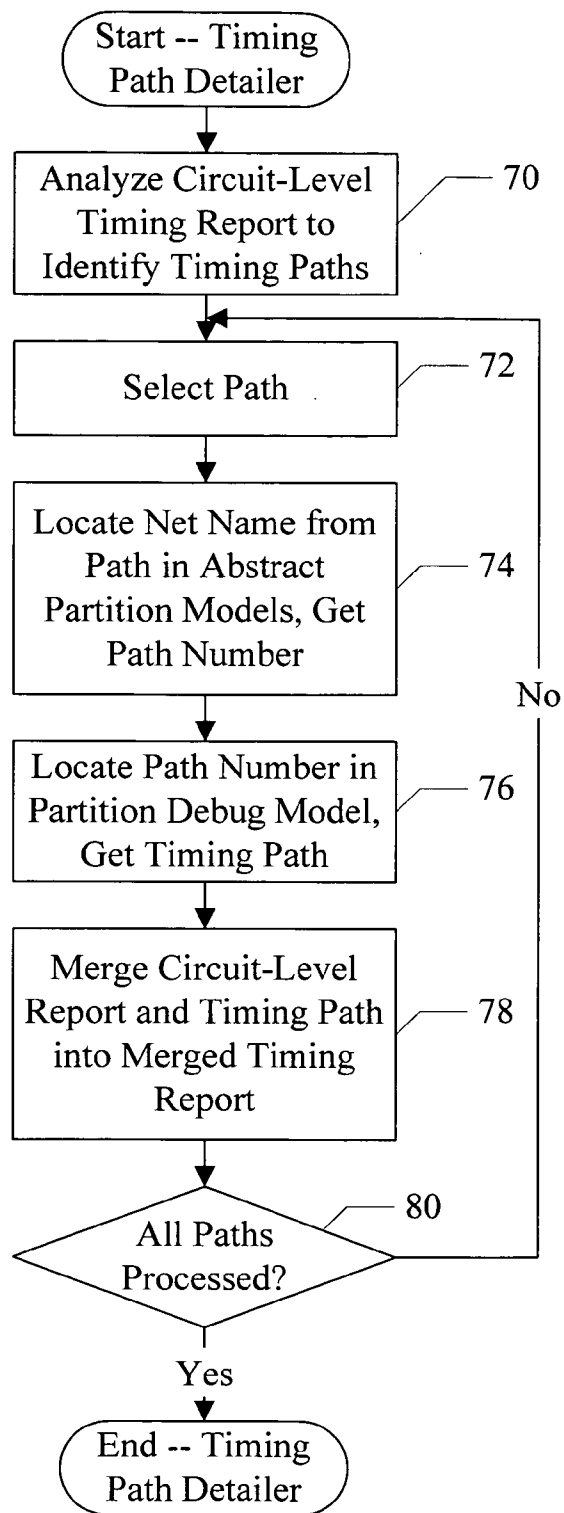 Start -- Timing
Path Detailer
Analyze Circuit-Level
Timing Report to
Identify Timing Paths
70
Select Path
72
Locate Net Name from
Path in Abstract
Partition Models, Get
Path Number
74
No
Locate Path Number in
Partition Debug Model,
Get Timing Path
76
Merge Circuit-Level
Report and Timing Path
into Merged Timing
Report
78
All Paths
Processed?
80
Yes
End -- Timing
Path Detailer